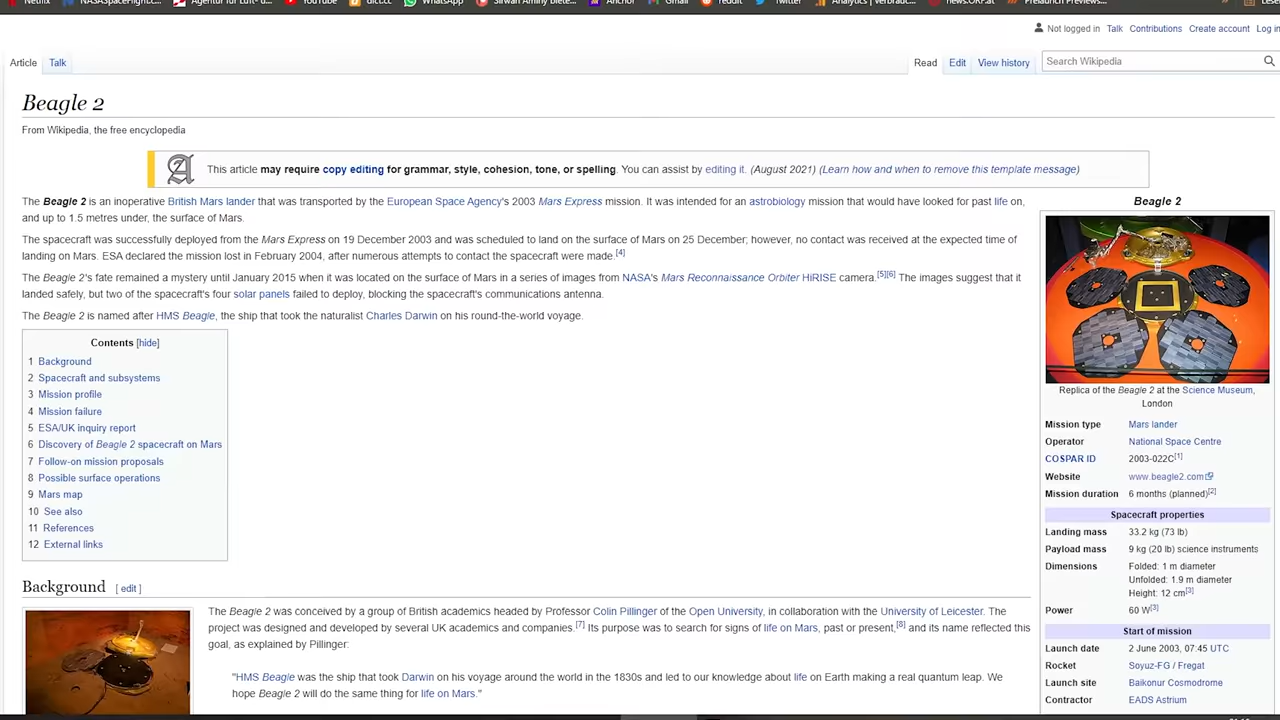 Netflix NASASpaceFlight.c... Agentur für Luft- d... YouTube dict.cc WhatsApp Sirwan Aminy biete... Anchor Gmail reddit Twitter Analytics | Verbrauc... news.ORF.at Prelaunch Previews...
Not logged in Talk Contributions Create account Log in
Article Talk Read Edit View history Search Wikipedia
Beagle 2
From Wikipedia, the free encyclopedia
This article may require copy editing for grammar, style, cohesion, tone, or spelling. You can assist by editing it. (August 2021) (Learn how and when to remove this template message)
The Beagle 2 is an inoperative British Mars lander that was transported by the European Space Agency's 2003 Mars Express mission. It was intended for an astrobiology mission that would have looked for past life on,
and up to 1.5 metres under, the surface of Mars.
The spacecraft was successfully deployed from the Mars Express on 19 December 2003 and was scheduled to land on the surface of Mars on 25 December; however, no contact was received at the expected time of
landing on Mars. ESA declared the mission lost in February 2004, after numerous attempts to contact the spacecraft were made.[4]
The Beagle 2's fate remained a mystery until January 2015 when it was located on the surface of Mars in a series of images from NASA's Mars Reconnaissance Orbiter HiRISE camera.[5][6] The images suggest that it
landed safely, but two of the spacecraft's four solar panels failed to deploy, blocking the spacecraft's communications antenna.
The Beagle 2 is named after HMS Beagle, the ship that took the naturalist Charles Darwin on his round-the-world voyage.
Contents [hide]
1 Background
2 Spacecraft and subsystems
3 Mission profile
4 Mission failure
5 ESA/UK inquiry report
6 Discovery of Beagle 2 spacecraft on Mars
7 Follow-on mission proposals
8 Possible surface operations
9 Mars map
10 See also
11 References
12 External links
Background [ edit ]
The Beagle 2 was conceived by a group of British academics headed by Professor Colin Pillinger of the Open University, in collaboration with the University of Leicester. The
project was designed and developed by several UK academics and companies.[7] Its purpose was to search for signs of life on Mars, past or present,[8] and its name reflected this
goal, as explained by Pillinger:
"HMS Beagle was the ship that took Darwin on his voyage around the world in the 1830s and led to our knowledge about life on Earth making a real quantum leap. We
hope Beagle 2 will do the same thing for life on Mars."
Beagle 2
Replica of the Beagle 2 at the Science Museum,
London
Mission type Mars lander
Operator National Space Centre
COSPAR ID 2003-022C[1]
Website www.beagle2.com
Mission duration 6 months (planned)[2]
Spacecraft properties
Landing mass 33.2 kg (73 lb)
Payload mass 9 kg (20 lb) science instruments
Dimensions Folded: 1 m diameter
Unfolded: 1.9 m diameter
Height: 12 cm[3]
Power 60 W[3]
Start of mission
Launch date 2 June 2003, 07:45 UTC
Rocket Soyuz-FG / Fregat
Launch site Baikonur Cosmodrome
Contractor EADS Astrium